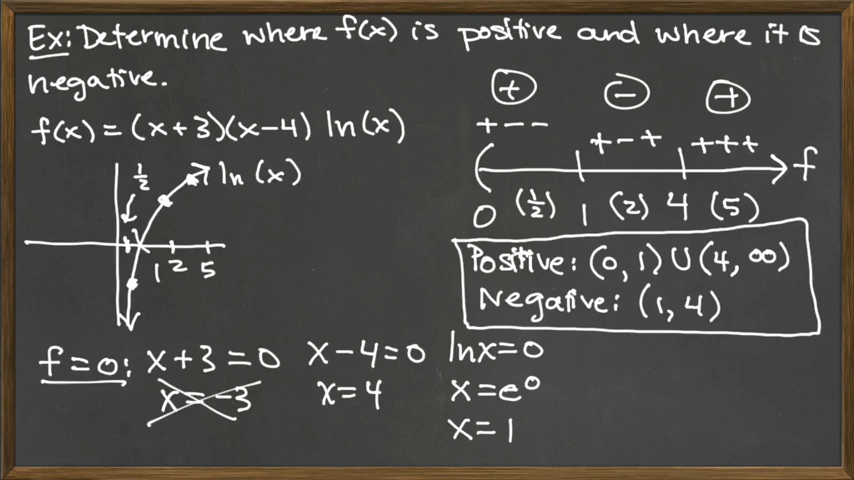 Ex: Determine where f(x) is positive and where it is
negative.
f(x) = (x+3)(x-4) ln(x)
1/2
ln(x)
1 2 5
+ - +
+-- +-+ +++
f
0 (1/2) 1 (2) 4 (5)
Positive: (0, 1) ∪ (4, ∞)
Negative: (1, 4)
f=0: x+3=0 x-4=0 lnx=0
x=-3 x=4 x=e⁰
x=1